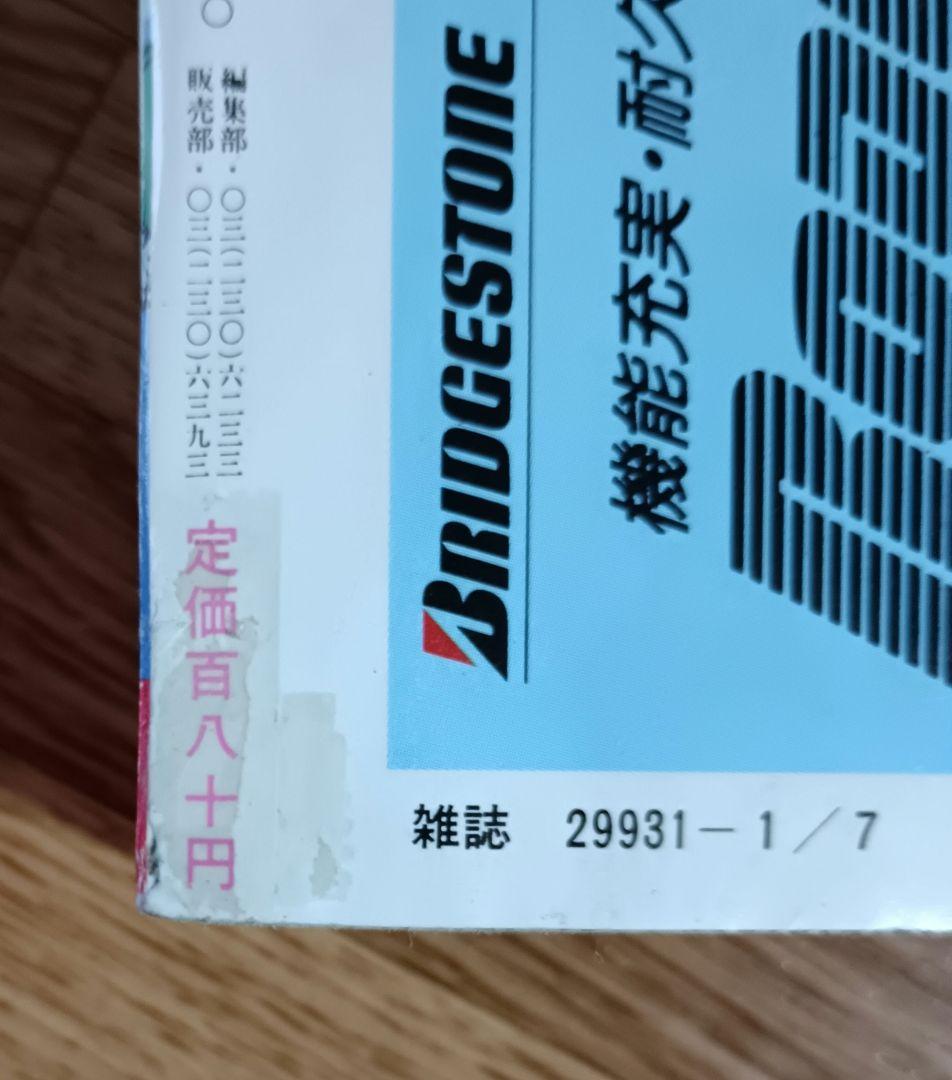 編集部・〇三(二三〇)六二三三
販売部・〇三(二三〇)六三九三
定価百八十円
BRIDGESTONE
機能充実・耐久
雑誌 29931－1／7